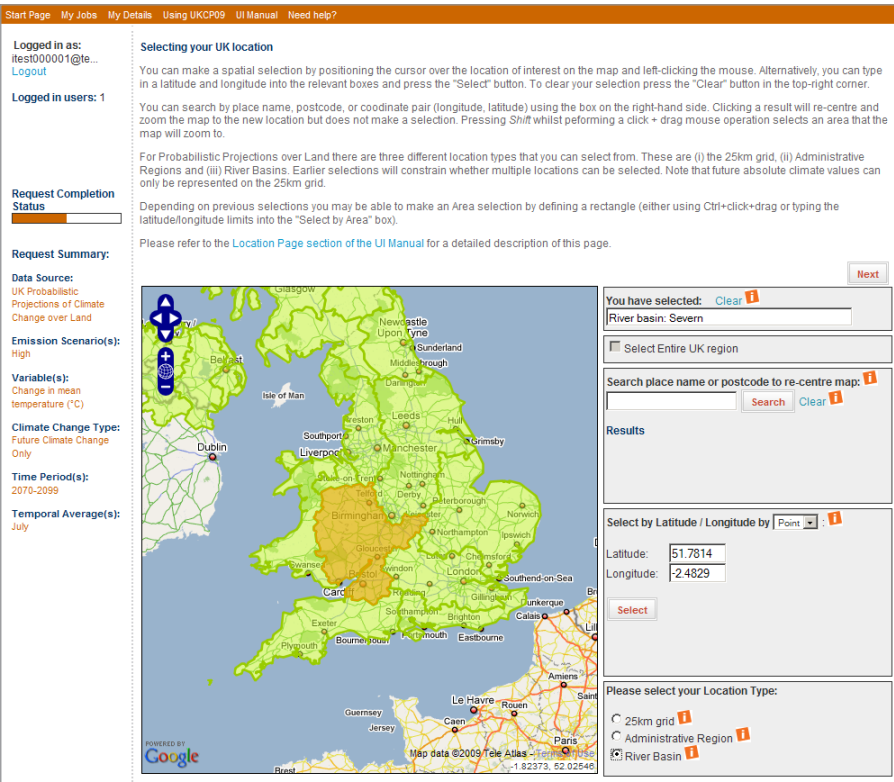 Start Page My Jobs My Details Using UKCP09 UI Manual Need help?
Logged in as:
itest000001@te...
Logout
Logged in users: 1
Request Completion
Status
Request Summary:
Data Source:
UK Probabilistic
Projections of Climate
Change over Land
Emission Scenario(s):
High
Variable(s):
Change in mean
temperature (°C)
Climate Change Type:
Future Climate Change
Only
Time Period(s):
2070-2099
Temporal Average(s):
July
Selecting your UK location
You can make a spatial selection by positioning the cursor over the location of interest on the map and left-clicking the mouse. Alternatively, you can type
in a latitude and longitude into the relevant boxes and press the "Select" button. To clear your selection press the "Clear" button in the top-right corner.
You can search by place name, postcode, or coodinate pair (longitude, latitude) using the box on the right-hand side. Clicking a result will re-centre and
zoom the map to the new location but does not make a selection. Pressing Shift whilst peforming a click + drag mouse operation selects an area that the
map will zoom to.
For Probabilistic Projections over Land there are three different location types that you can select from. These are (i) the 25km grid, (ii) Administrative
Regions and (iii) River Basins. Earlier selections will constrain whether multiple locations can be selected. Note that future absolute climate values can
only be represented on the 25km grid.
Depending on previous selections you may be able to make an Area selection by defining a rectangle (either using Ctrl+click+drag or typing the
latitude/longitude limits into the "Select by Area" box).
Please refer to the Location Page section of the UI Manual for a detailed description of this page.
Next
Glasgow
Newcastle
Upon Tyne
Sunderland
Belfast
Middlesbrough
Darlington
Isle of Man
Preston
Leeds
Hull
Southport
Grimsby
Dublin
Liverpool
Manchester
Stoke-on-Trent
Nottingham
Telford
Derby
Peterborough
Birmingham
Leicester
Norwich
Northampton
Ipswich
Gloucester
Luton
Chelmsford
Swansea
Swindon
London
Southend-on-Sea
Cardiff
Bristol
Reading
Gillingham
Dunkerque
Southampton
Brighton
Calais
Exeter
Lill
Bournemouth
Portsmouth
Eastbourne
Plymouth
Amiens
Le Havre
Rouen
Saint
Guernsey
Caen
Jersey
Paris
POWERED BY
Google
Map data ©2009 Tele Atlas - Terms of Use
-1.82373, 52.02546
Brest
You have selected: Clear i
River basin: Severn
Select Entire UK region
Search place name or postcode to re-centre map: i
Search Clear i
Results
Select by Latitude / Longitude by Point : i
Latitude: 51.7814
Longitude: -2.4829
Select
Please select your Location Type:
25km grid i
Administrative Region i
River Basin i